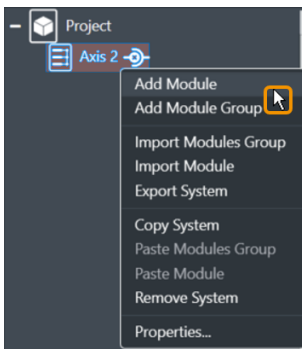 Project
Axis 2
Add Module
Add Module Group
Import Modules Group
Import Module
Export System
Copy System
Paste Modules Group
Paste Module
Remove System
Properties...